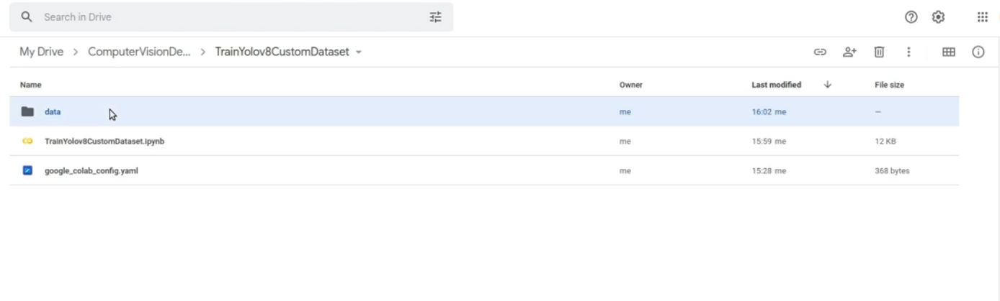 Search in Drive
My Drive > ComputerVisionDe... > TrainYolov8CustomDataset
Name Owner Last modified File size
data me 16:02 me –
TrainYolov8CustomDataset.ipynb me 15:59 me 12 KB
google_colab_config.yaml me 15:28 me 368 bytes